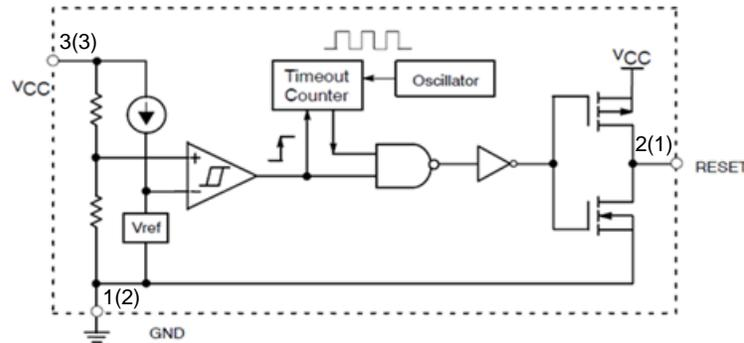 3(3)
VCC
Timeout
Counter
Oscillator
VCC
2(1)
RESET
+
−
Vref
1(2)
GND